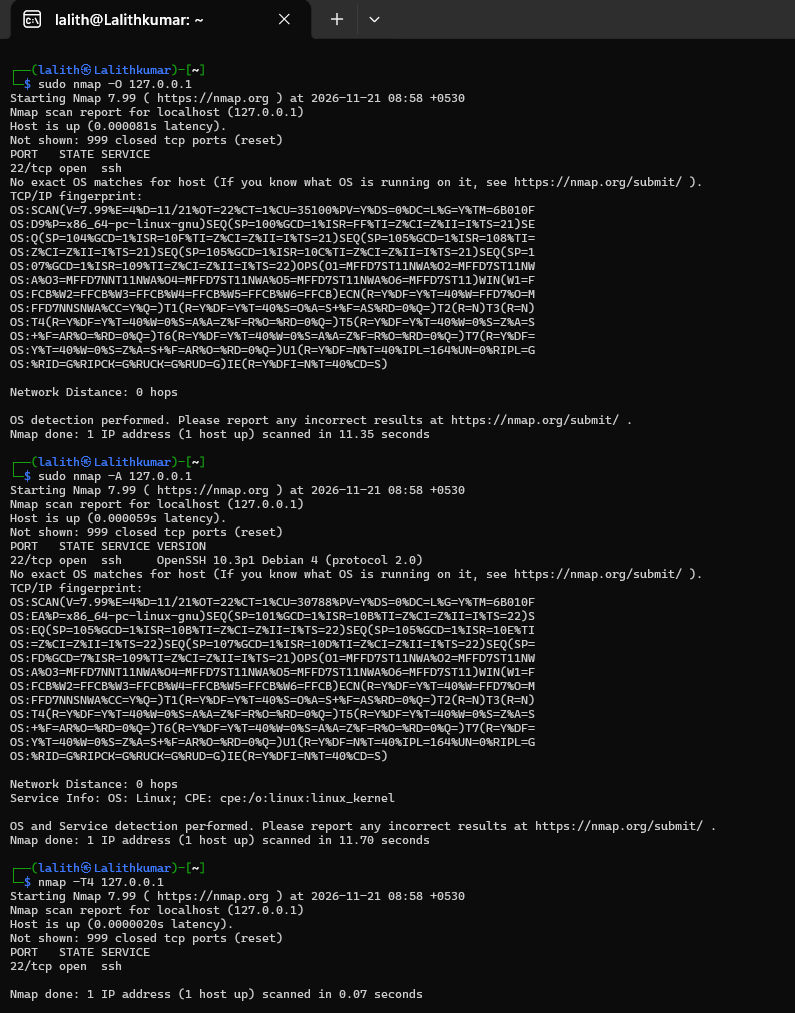 lalith@Lalithkumar: ~
┌──(lalith㉿Lalithkumar)-[~]
└─$ sudo nmap -O 127.0.0.1
Starting Nmap 7.99 ( https://nmap.org ) at 2026-11-21 08:58 +0530
Nmap scan report for localhost (127.0.0.1)
Host is up (0.000081s latency).
Not shown: 999 closed tcp ports (reset)
PORT   STATE SERVICE
22/tcp open  ssh
No exact OS matches for host (If you know what OS is running on it, see https://nmap.org/submit/ ).
TCP/IP fingerprint:
OS:SCAN(V=7.99%E=4%D=11/21%OT=22%CT=1%CU=35100%PV=Y%DS=0%DC=L%G=Y%TM=6B010F
OS:D9%P=x86_64-pc-linux-gnu)SEQ(SP=100%GCD=1%ISR=FF%TI=Z%CI=Z%II=I%TS=21)SE
OS:Q(SP=104%GCD=1%ISR=10F%TI=Z%CI=Z%II=I%TS=21)SEQ(SP=105%GCD=1%ISR=108%TI=
OS:Z%CI=Z%II=I%TS=21)SEQ(SP=105%GCD=1%ISR=10C%TI=Z%CI=Z%II=I%TS=21)SEQ(SP=1
OS:07%GCD=1%ISR=109%TI=Z%CI=Z%II=I%TS=22)OPS(O1=MFFD7ST11NWA%O2=MFFD7ST11NW
OS:A%O3=MFFD7NNT11NWA%O4=MFFD7ST11NWA%O5=MFFD7ST11NWA%O6=MFFD7ST11)WIN(W1=F
OS:FCB%W2=FFCB%W3=FFCB%W4=FFCB%W5=FFCB%W6=FFCB)ECN(R=Y%DF=Y%T=40%W=FFD7%O=M
OS:FFD7NNSNWA%CC=Y%Q=)T1(R=Y%DF=Y%T=40%S=O%A=S+%F=AS%RD=0%Q=)T2(R=N)T3(R=N)
OS:T4(R=Y%DF=Y%T=40%W=0%S=A%A=Z%F=R%O=%RD=0%Q=)T5(R=Y%DF=Y%T=40%W=0%S=Z%A=S
OS:+%F=AR%O=%RD=0%Q=)T6(R=Y%DF=Y%T=40%W=0%S=A%A=Z%F=R%O=%RD=0%Q=)T7(R=Y%DF=
OS:Y%T=40%W=0%S=Z%A=S+%F=AR%O=%RD=0%Q=)U1(R=Y%DF=N%T=40%IPL=164%UN=0%RIPL=G
OS:%RID=G%RIPCK=G%RUCK=G%RUD=G)IE(R=Y%DFI=N%T=40%CD=S)
Network Distance: 0 hops
OS detection performed. Please report any incorrect results at https://nmap.org/submit/ .
Nmap done: 1 IP address (1 host up) scanned in 11.35 seconds
┌──(lalith㉿Lalithkumar)-[~]
└─$ sudo nmap -A 127.0.0.1
Starting Nmap 7.99 ( https://nmap.org ) at 2026-11-21 08:58 +0530
Nmap scan report for localhost (127.0.0.1)
Host is up (0.000059s latency).
Not shown: 999 closed tcp ports (reset)
PORT   STATE SERVICE VERSION
22/tcp open  ssh     OpenSSH 10.3p1 Debian 4 (protocol 2.0)
No exact OS matches for host (If you know what OS is running on it, see https://nmap.org/submit/ ).
TCP/IP fingerprint:
OS:SCAN(V=7.99%E=4%D=11/21%OT=22%CT=1%CU=30788%PV=Y%DS=0%DC=L%G=Y%TM=6B010F
OS:EA%P=x86_64-pc-linux-gnu)SEQ(SP=101%GCD=1%ISR=10B%TI=Z%CI=Z%II=I%TS=22)S
OS:EQ(SP=105%GCD=1%ISR=10B%TI=Z%CI=Z%II=I%TS=22)SEQ(SP=105%GCD=1%ISR=10E%TI
OS:=Z%CI=Z%II=I%TS=22)SEQ(SP=107%GCD=1%ISR=10D%TI=Z%CI=Z%II=I%TS=22)SEQ(SP=
OS:FD%GCD=7%ISR=109%TI=Z%CI=Z%II=I%TS=21)OPS(O1=MFFD7ST11NWA%O2=MFFD7ST11NW
OS:A%O3=MFFD7NNT11NWA%O4=MFFD7ST11NWA%O5=MFFD7ST11NWA%O6=MFFD7ST11)WIN(W1=F
OS:FCB%W2=FFCB%W3=FFCB%W4=FFCB%W5=FFCB%W6=FFCB)ECN(R=Y%DF=Y%T=40%W=FFD7%O=M
OS:FFD7NNSNWA%CC=Y%Q=)T1(R=Y%DF=Y%T=40%S=O%A=S+%F=AS%RD=0%Q=)T2(R=N)T3(R=N)
OS:T4(R=Y%DF=Y%T=40%W=0%S=A%A=Z%F=R%O=%RD=0%Q=)T5(R=Y%DF=Y%T=40%W=0%S=Z%A=S
OS:+%F=AR%O=%RD=0%Q=)T6(R=Y%DF=Y%T=40%W=0%S=A%A=Z%F=R%O=%RD=0%Q=)T7(R=Y%DF=
OS:Y%T=40%W=0%S=Z%A=S+%F=AR%O=%RD=0%Q=)U1(R=Y%DF=N%T=40%IPL=164%UN=0%RIPL=G
OS:%RID=G%RIPCK=G%RUCK=G%RUD=G)IE(R=Y%DFI=N%T=40%CD=S)
Network Distance: 0 hops
Service Info: OS: Linux; CPE: cpe:/o:linux:linux_kernel
OS and Service detection performed. Please report any incorrect results at https://nmap.org/submit/ .
Nmap done: 1 IP address (1 host up) scanned in 11.70 seconds
┌──(lalith㉿Lalithkumar)-[~]
└─$ nmap -T4 127.0.0.1
Starting Nmap 7.99 ( https://nmap.org ) at 2026-11-21 08:58 +0530
Nmap scan report for localhost (127.0.0.1)
Host is up (0.0000020s latency).
Not shown: 999 closed tcp ports (reset)
PORT   STATE SERVICE
22/tcp open  ssh
Nmap done: 1 IP address (1 host up) scanned in 0.07 seconds